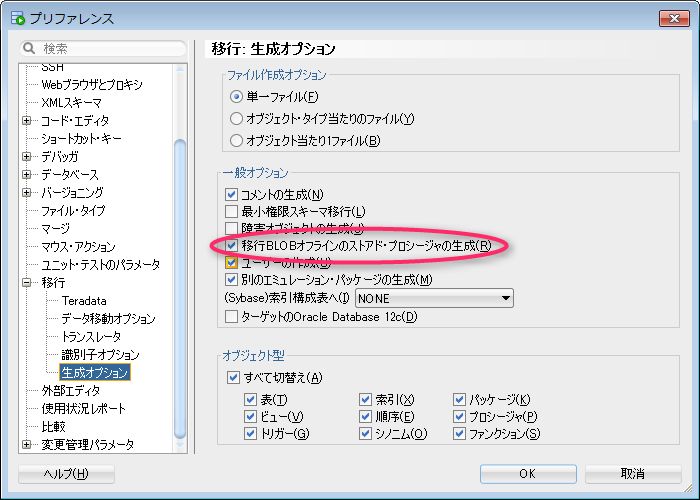 プリファレンス
検索
SSH
Webブラウザとプロキシ
XMLスキーマ
コード・エディタ
ショートカット・キー
デバッガ
データベース
バージョニング
ファイル・タイプ
マージ
マウス・アクション
ユニット・テストのパラメータ
移行
Teradata
データ移動オプション
トランスレータ
識別子オプション
生成オプション
外部エディタ
使用状況レポート
比較
変更管理パラメータ
移行: 生成オプション
ファイル作成オプション
単一ファイル(F)
オブジェクト・タイプ当たりのファイル(Y)
オブジェクト当たり1ファイル(B)
一般オプション
コメントの生成(N)
最小権限スキーマ移行(L)
障害オブジェクトの生成(J)
移行BLOBオフラインのストアド・プロシージャの生成(R)
ユーザーの作成(U)
別のエミュレーション・パッケージの生成(M)
(Sybase)索引構成表へ(I) NONE
ターゲットのOracle Database 12c(D)
オブジェクト型
すべて切替え(A)
表(T) 索引(X) パッケージ(K)
ビュー(V) 順序(E) プロシージャ(P)
トリガー(G) シノニム(O) ファンクション(S)
ヘルプ(H) OK 取消